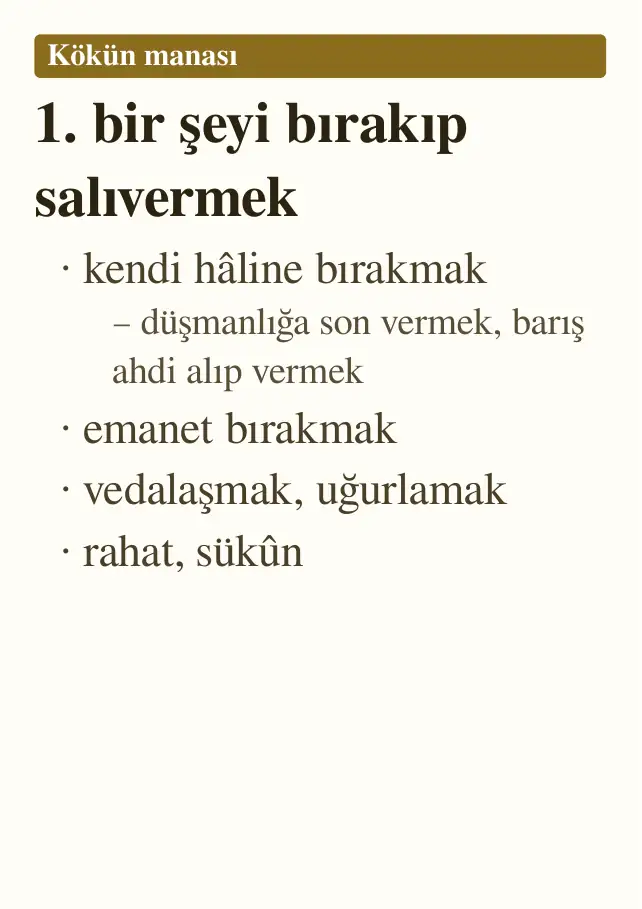 Kökün manası
1. bir şeyi bırakıp
salıvermek
· kendi hâline bırakmak
– düşmanlığa son vermek, barış
ahdi alıp vermek
· emanet bırakmak
· vedalaşmak, uğurlamak
· rahat, sükûn